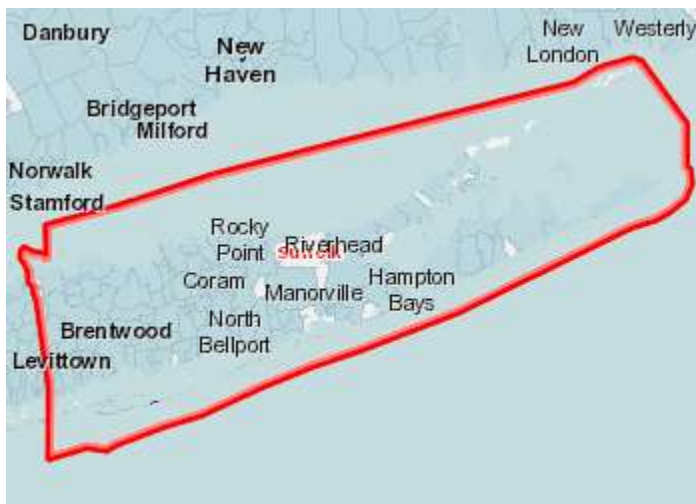 Danbury
New
Haven
New
London
Westerly
Bridgeport
Milford
Norwalk
Stamford
Rocky
Point
Riverhead
Suffolk
Coram
Manorville
Hampton
Bays
North
Bellport
Brentwood
Levittown